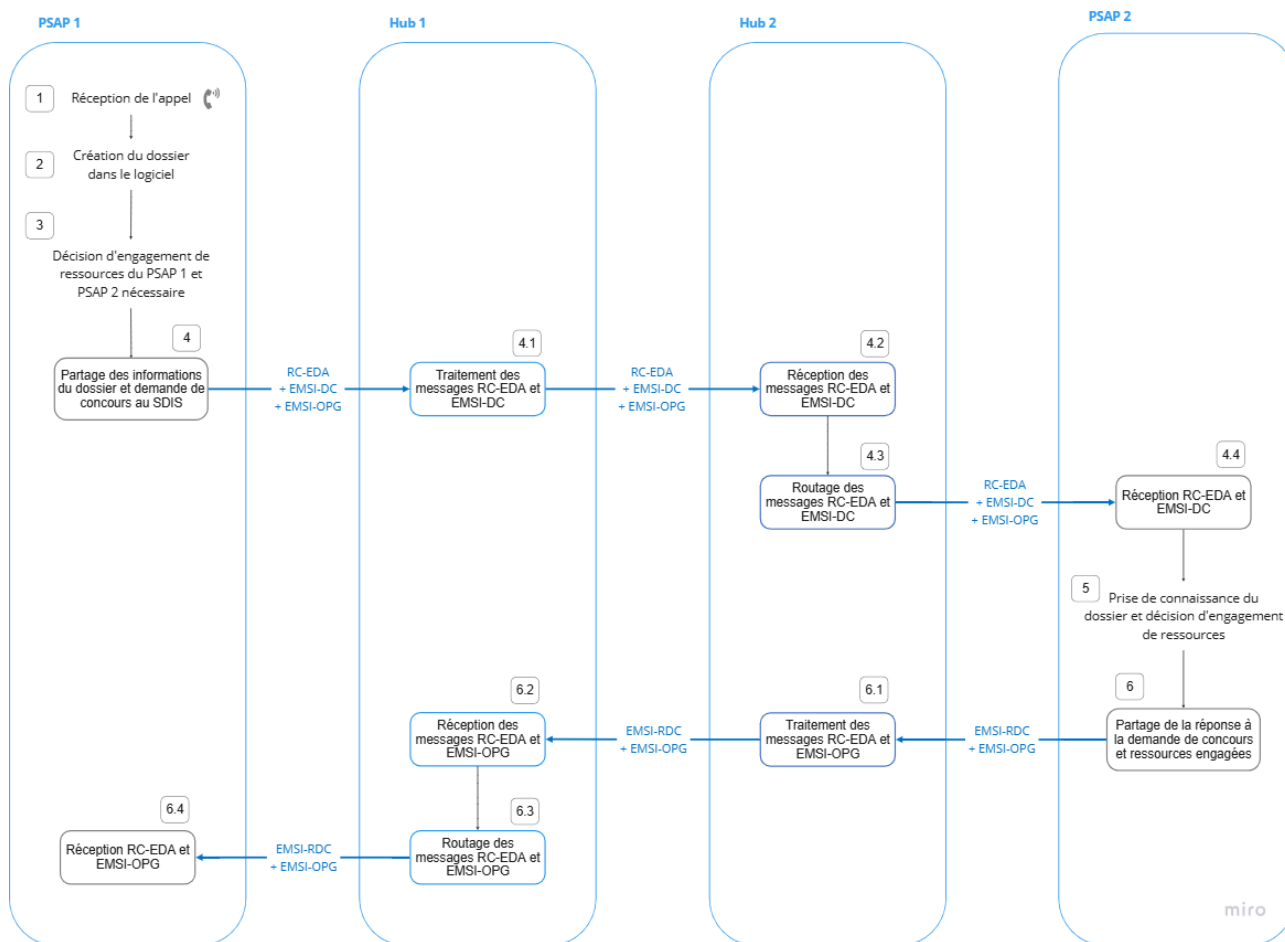 PSAP 1
Hub 1
Hub 2
PSAP 2
1
Réception de l'appel
2
Création du dossier
dans le logiciel
3
Décision d'engagement de
ressources du PSAP 1 et
PSAP 2 nécessaire
4
Partage des informations
du dossier et demande de
concours au SDIS
RC-EDA
+ EMSI-DC
+ EMSI-OPG
4.1
Traitement des
messages RC-EDA et
EMSI-DC
RC-EDA
+ EMSI-DC
+ EMSI-OPG
4.2
Réception des
messages RC-EDA et
EMSI-DC
4.3
Routage des
messages RC-EDA et
EMSI-DC
RC-EDA
+ EMSI-DC
+ EMSI-OPG
4.4
Réception RC-EDA et
EMSI-DC
5
Prise de connaissance du
dossier et décision d'engagement
de ressources
6
Partage de la réponse à
la demande de concours
et ressources engagées
EMSI-RDC
+ EMSI-OPG
6.1
Traitement des
messages RC-EDA et
EMSI-OPG
EMSI-RDC
+ EMSI-OPG
6.2
Réception des
messages RC-EDA et
EMSI-OPG
6.3
Routage des
messages RC-EDA et
EMSI-OPG
EMSI-RDC
+ EMSI-OPG
6.4
Réception RC-EDA et
EMSI-OPG
miro